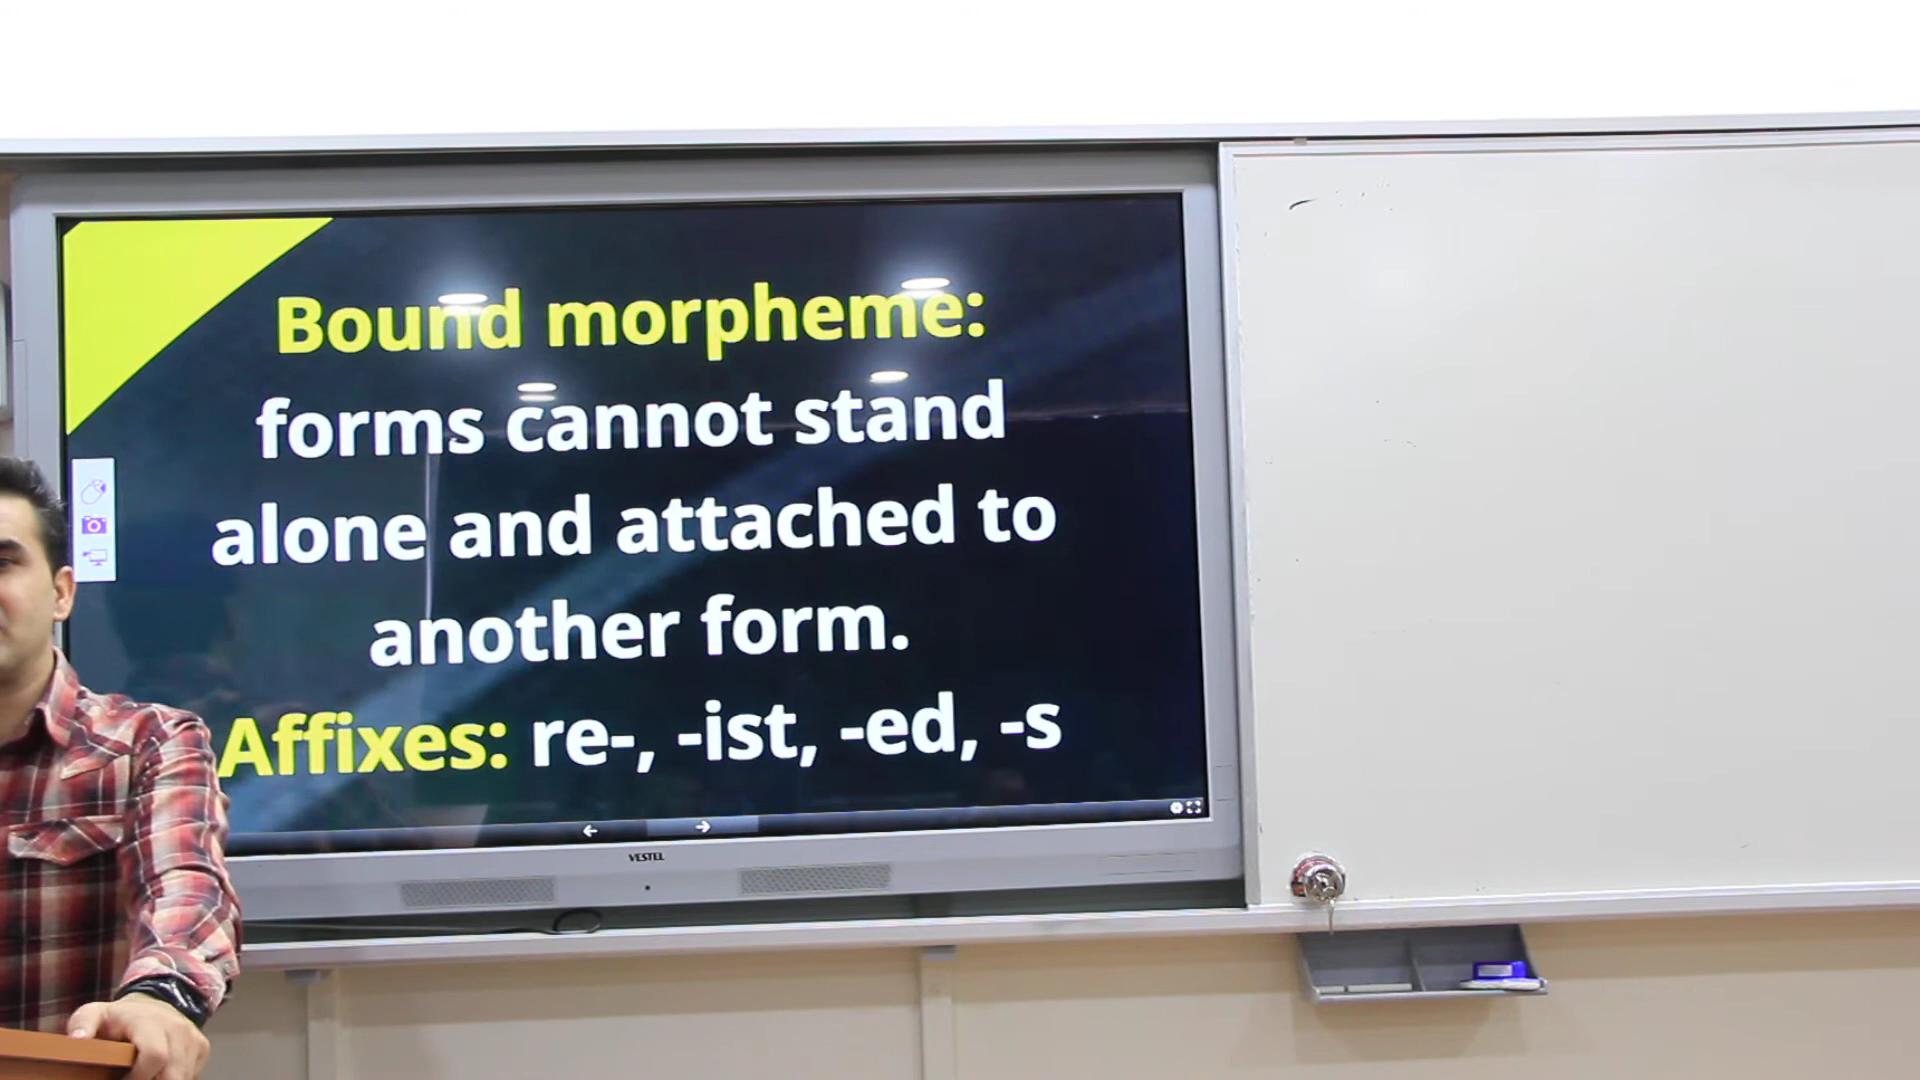 Bound morpheme:
forms cannot stand
alone and attached to
another form.
Affixes: re-, -ist, -ed, -s
VESTEL